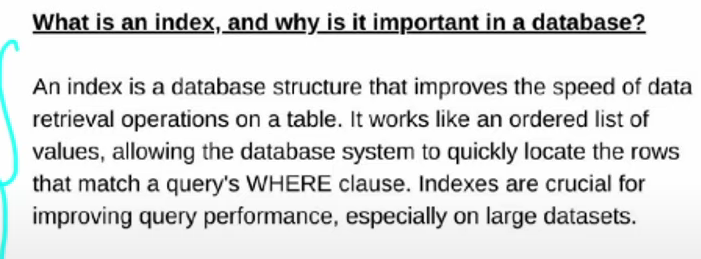 What is an index, and why is it important in a database?
An index is a database structure that improves the speed of data
retrieval operations on a table. It works like an ordered list of
values, allowing the database system to quickly locate the rows
that match a query's WHERE clause. Indexes are crucial for
improving query performance, especially on large datasets.